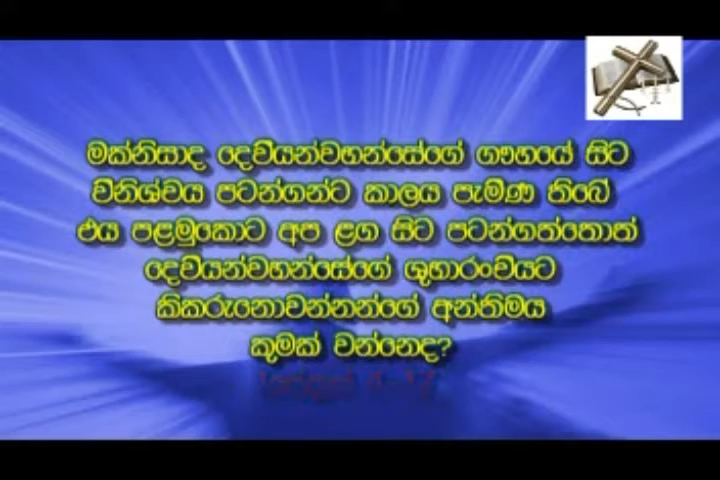 මක්නිසාද දෙවියන්වහන්සේගේ ගෘහයේ සිට
විනිශ්චය පටන්ගන්ට කාලය පැමිණ තිබේ
එය පළමුකොට අප ළඟ සිට පටන්ගත්තොත්
දෙවියන්වහන්සේගේ ශුභාරංචියට
කීකරුනොවන්නන්ගේ අන්තිමය
කුමක් වන්නෙද?